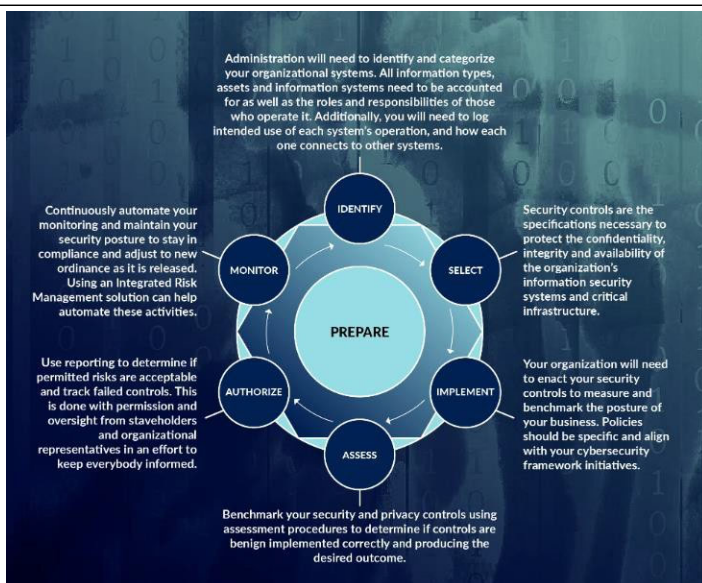 Administration will need to identify and categorize
your organizational systems. All information types,
assets and information systems need to be accounted
for as well as the roles and responsibilities of those
who operate it. Additionally, you will need to log
intended use of each system's operation, and how each
one connects to other systems.
IDENTIFY
Continuously automate your
monitoring and maintain your
security posture to stay in
compliance and adjust to new
ordinance as it is released.
Using an Integrated Risk
Management solution can help
automate these activities.
MONITOR
SELECT
Security controls are the
specifications necessary to
protect the confidentiality,
integrity and availability of
the organization's
information security
systems and critical
infrastructure.
PREPARE
Use reporting to determine if
permitted risks are acceptable
and track failed controls. This
is done with permission and
oversight from staveholders
and organizational
representatives in an effort to
keep everybody informed.
AUTHORIZE
IMPLEMENT
Your organization will need
to enact your security
controls to measure and
benchmark the posture of
your business. Policies
should be specific and align
with your cybersecurity
framework initiatives.
ASSESS
Benchmark your security and privacy controls using
assessment procedures to determine if controls are
benign implemented correctly and producing the
desired outcome.